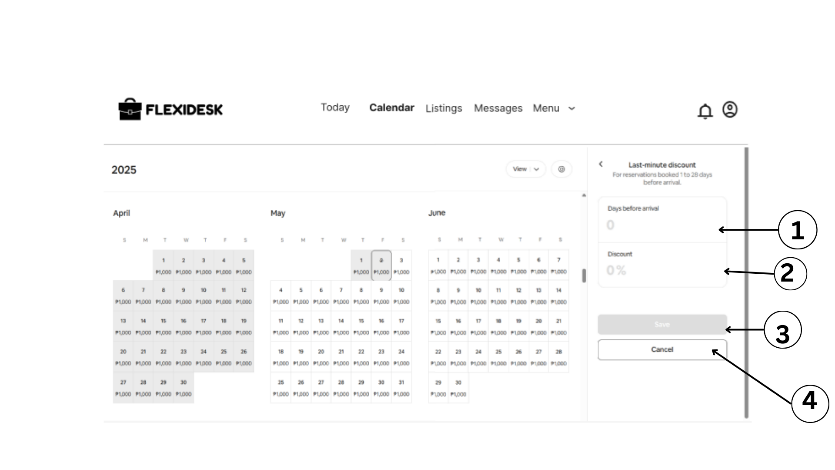 FLEXIDESK
Today Calendar Listings Messages Menu
2025
View
Last-minute discount
For reservations booked 1 to 28 days
before arrival.
Days before arrival
0
Discount
0%
Save
Cancel
1
2
3
4
April
S M T W T F S
1 2 3 4 5
₱1,000 ₱1,000 ₱1,000 ₱1,000 ₱1,000
6 7 8 9 10 11 12
₱1,000 ₱1,000 ₱1,000 ₱1,000 ₱1,000 ₱1,000 ₱1,000
13 14 15 16 17 18 19
₱1,000 ₱1,000 ₱1,000 ₱1,000 ₱1,000 ₱1,000 ₱1,000
20 21 22 23 24 25 26
₱1,000 ₱1,000 ₱1,000 ₱1,000 ₱1,000 ₱1,000 ₱1,000
27 28 29 30
₱1,000 ₱1,000 ₱1,000 ₱1,000
May
S M T W T F S
1 2 3
₱1,000 ₱1,000 ₱1,000
4 5 6 7 8 9 10
₱1,000 ₱1,000 ₱1,000 ₱1,000 ₱1,000 ₱1,000 ₱1,000
11 12 13 14 15 16 17
₱1,000 ₱1,000 ₱1,000 ₱1,000 ₱1,000 ₱1,000 ₱1,000
18 19 20 21 22 23 24
₱1,000 ₱1,000 ₱1,000 ₱1,000 ₱1,000 ₱1,000 ₱1,000
25 26 27 28 29 30 31
₱1,000 ₱1,000 ₱1,000 ₱1,000 ₱1,000 ₱1,000 ₱1,000
June
S M T W T F S
1 2 3 4 5 6 7
₱1,000 ₱1,000 ₱1,000 ₱1,000 ₱1,000 ₱1,000 ₱1,000
8 9 10 11 12 13 14
₱1,000 ₱1,000 ₱1,000 ₱1,000 ₱1,000 ₱1,000 ₱1,000
15 16 17 18 19 20 21
₱1,000 ₱1,000 ₱1,000 ₱1,000 ₱1,000 ₱1,000 ₱1,000
22 23 24 25 26 27 28
₱1,000 ₱1,000 ₱1,000 ₱1,000 ₱1,000 ₱1,000 ₱1,000
29 30
₱1,000 ₱1,000